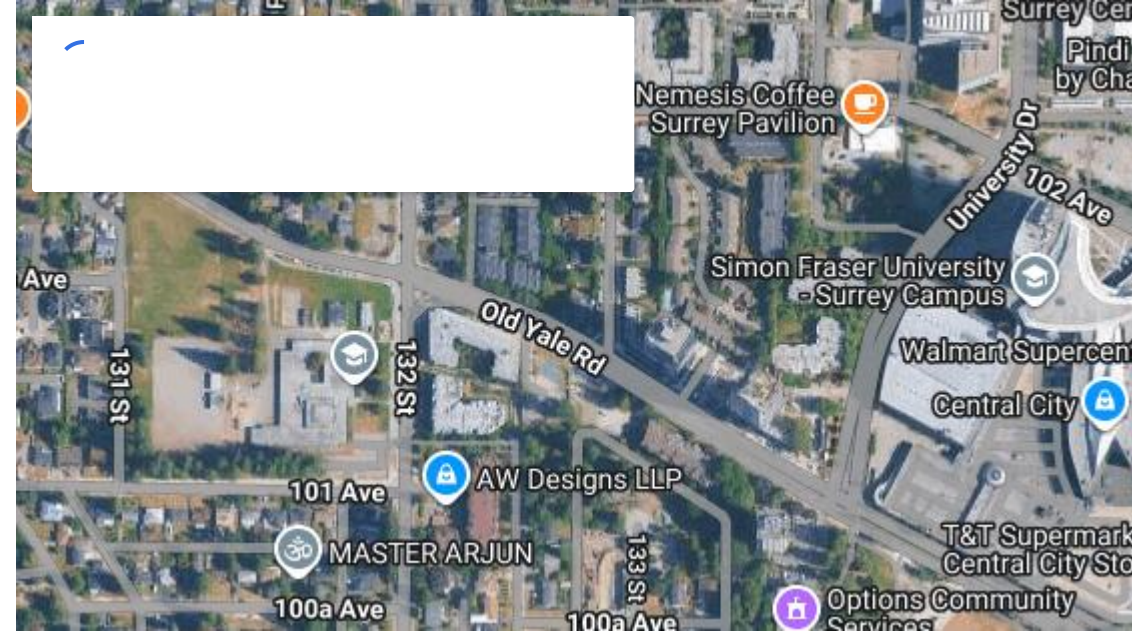 Surrey Cen
Pindi
by Cha
Nemesis Coffee
Surrey Pavilion
University Dr
102 Ave
Ave
Simon Fraser University
- Surrey Campus
Old Yale Rd
131 St
132 St
Walmart Supercent
Central City
AW Designs LLP
101 Ave
MASTER ARJUN
133 St
T&T Supermark
Central City Sto
100a Ave
100a Ave
Options Community
Services